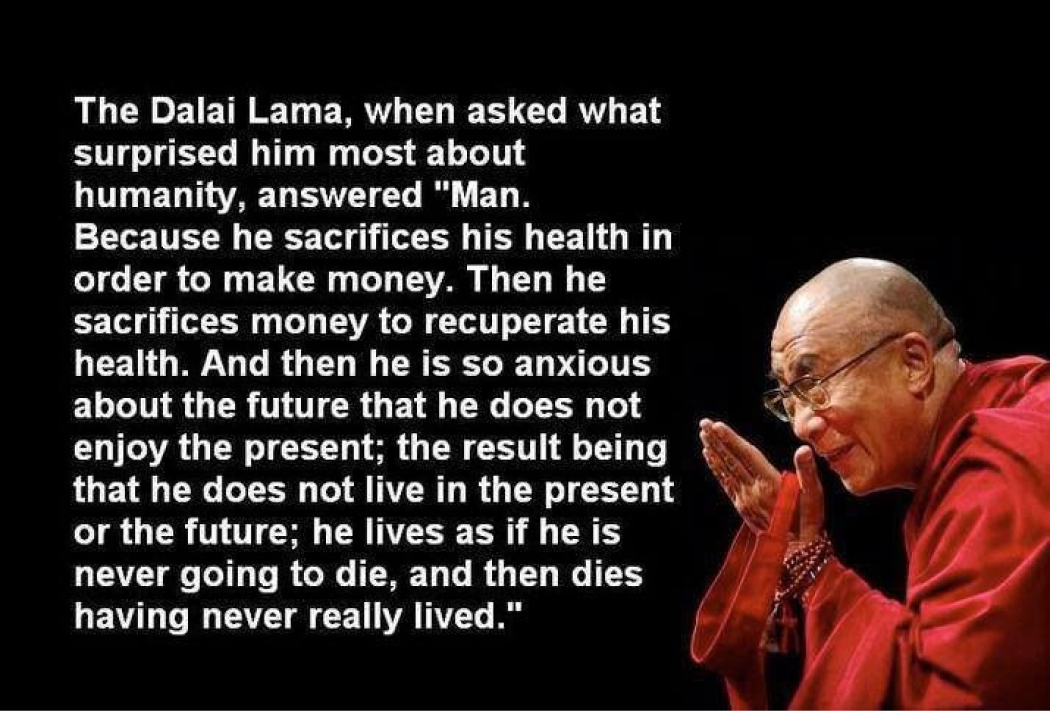 The Dalai Lama, when asked what
surprised him most about
humanity, answered "Man.
Because he sacrifices his health in
order to make money. Then he
sacrifices money to recuperate his
health. And then he is so anxious
about the future that he does not
enjoy the present; the result being
that he does not live in the present
or the future; he lives as if he is
never going to die, and then dies
having never really lived."